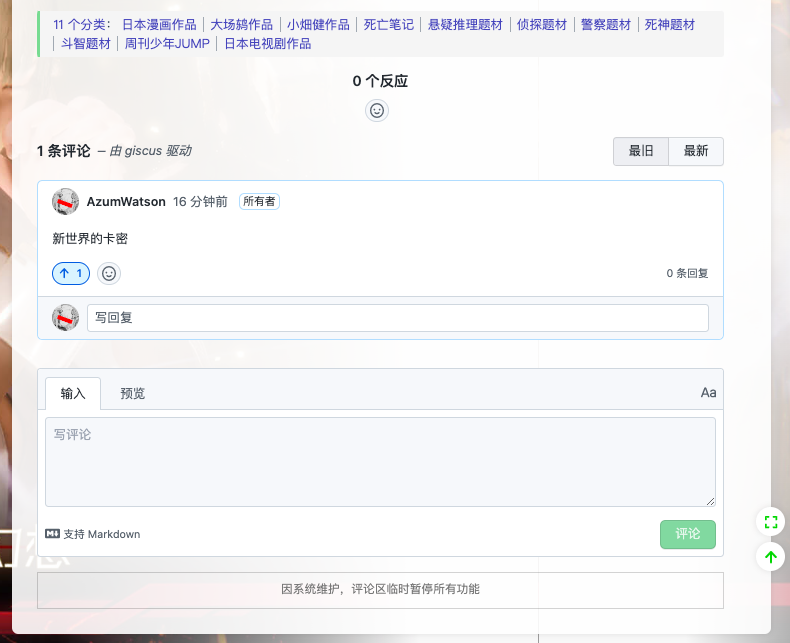 11 个分类： 日本漫画作品 | 大场鸫作品 | 小畑健作品 | 死亡笔记 | 悬疑推理题材 | 侦探题材 | 警察题材 | 死神题材
| 斗智题材 | 周刊少年JUMP | 日本电视剧作品
0 个反应
1 条评论 – 由 giscus 驱动
最旧 最新
AzumWatson 16 分钟前 所有者
新世界的卡密
1
0 条回复
写回复
输入 预览 Aa
写评论
支持 Markdown
评论
因系统维护，评论区临时暂停所有功能